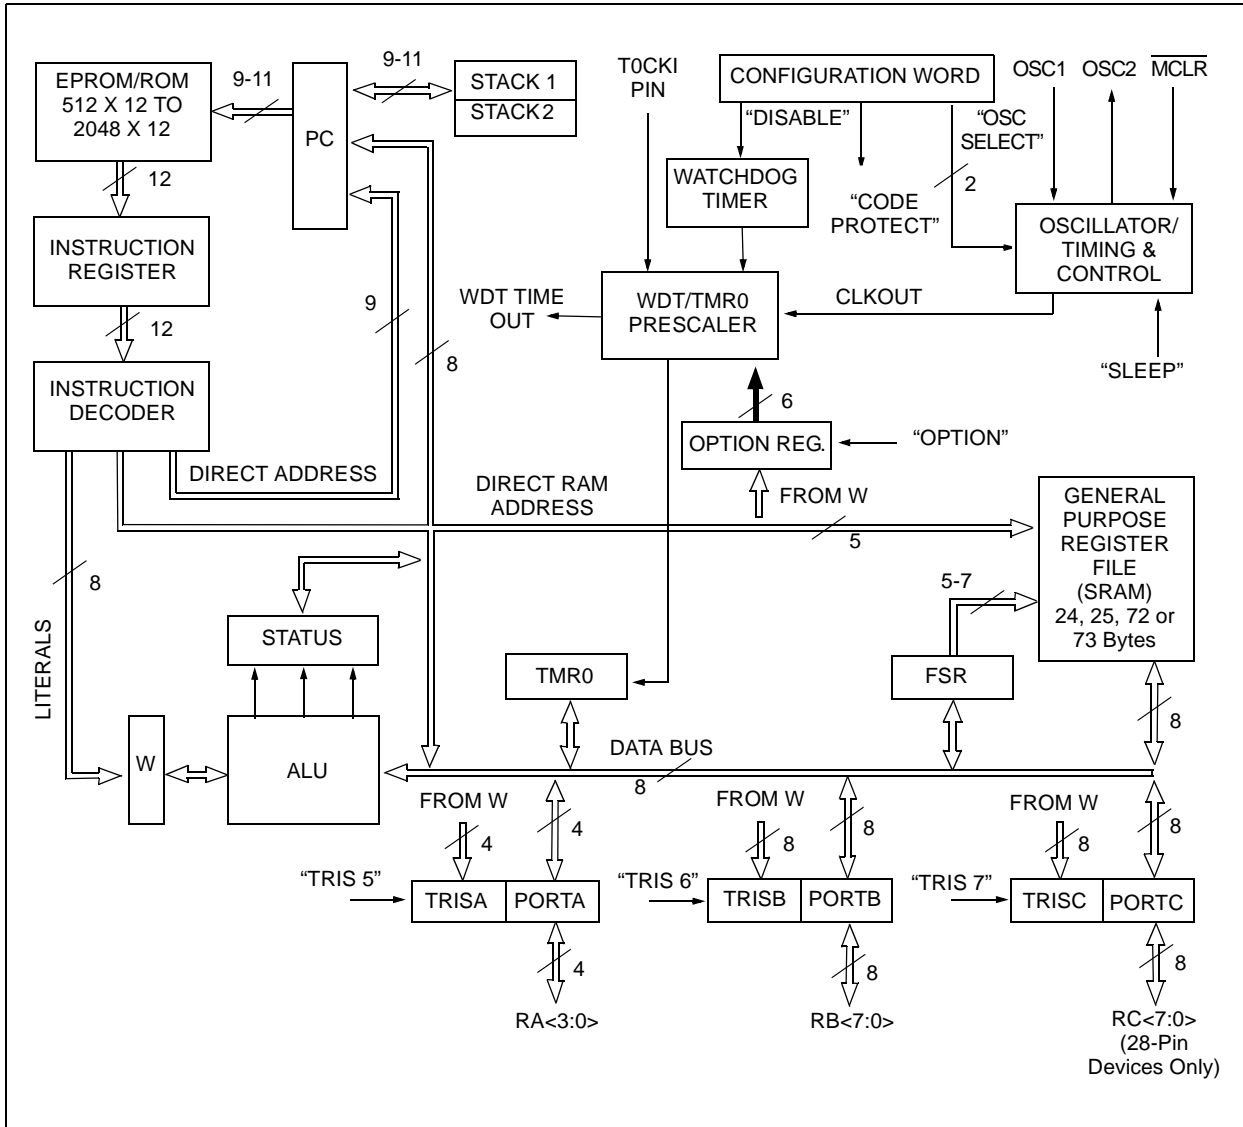 EPROM/ROM
512 X 12 TO
2048 X 12
9-11
PC
9-11
STACK 1
STACK 2
T0CKI
PIN
CONFIGURATION WORD
OSC1
OSC2
MCLR
“DISABLE”
“OSC
SELECT”
2
WATCHDOG
TIMER
“CODE
PROTECT”
OSCILLATOR/
TIMING &
CONTROL
12
INSTRUCTION
REGISTER
12
9
8
WDT TIME
OUT
WDT/TMR0
PRESCALER
CLKOUT
“SLEEP”
INSTRUCTION
DECODER
6
OPTION REG.
“OPTION”
DIRECT ADDRESS
DIRECT RAM
ADDRESS
FROM W
5
GENERAL
PURPOSE
REGISTER
FILE
(SRAM)
24, 25, 72 or
73 Bytes
8
LITERALS
STATUS
5-7
TMR0
FSR
8
W
ALU
DATA BUS
8
FROM W
4
4
FROM W
8
8
FROM W
8
8
“TRIS 5”
TRISA
PORTA
“TRIS 6”
TRISB
PORTB
“TRIS 7”
TRISC
PORTC
4
8
8
RA<3:0>
RB<7:0>
RC<7:0>
(28-Pin
Devices Only)